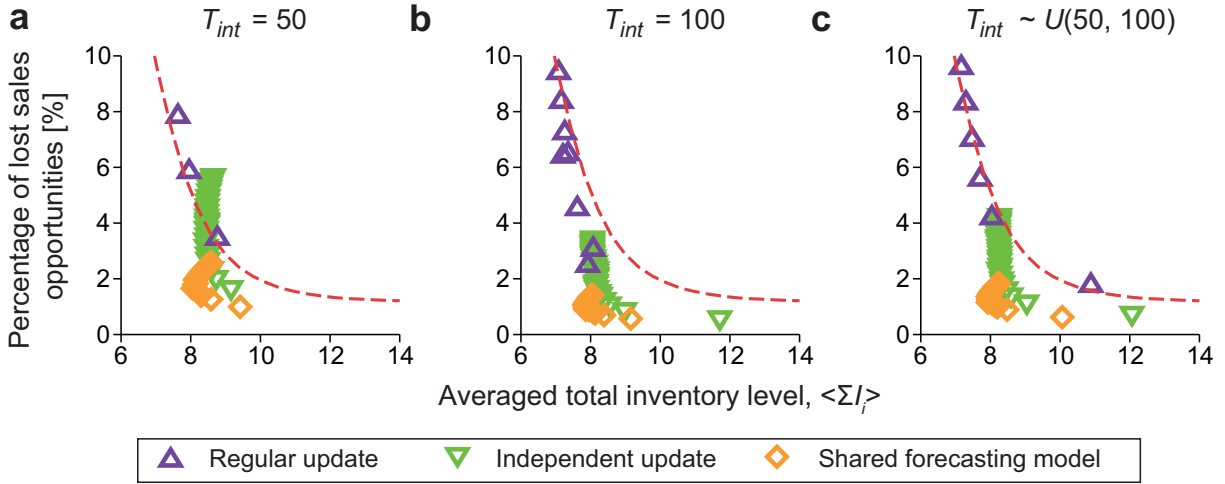 a
T_int = 50
b
T_int = 100
c
T_int ~ U(50, 100)
Percentage of lost sales
opportunities [%]
10
8
6
4
2
0
6 8 10 12 14
10
8
6
4
2
0
6 8 10 12 14
10
8
6
4
2
0
6 8 10 12 14
Averaged total inventory level, <ΣI_i>
Regular update
Independent update
Shared forecasting model